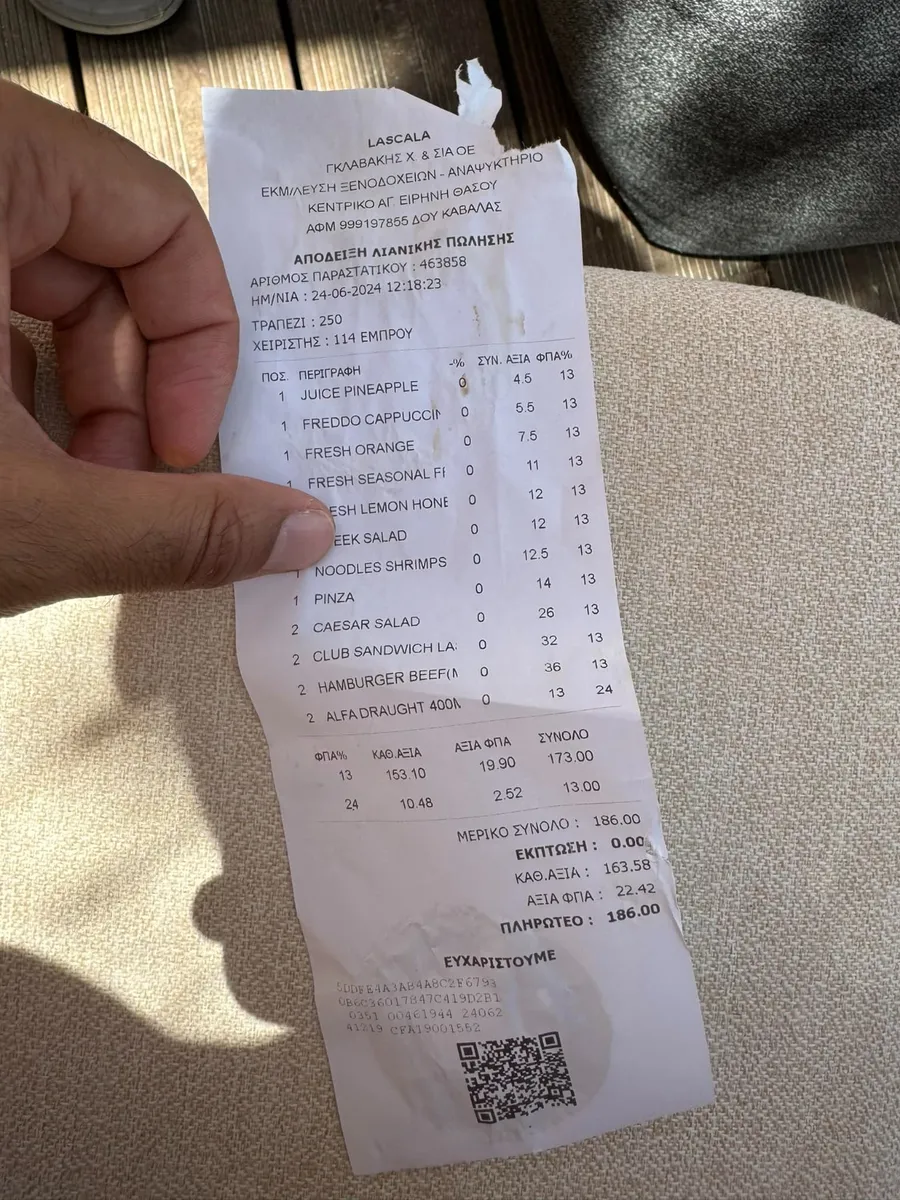 LASCALA
ΓΚΛΑΒΑΚΗΣ Χ. & ΣΙΑ ΟΕ
ΕΚΜ/ΛΕΥΣΗ ΞΕΝΟΔΟΧΕΙΩΝ - ΑΝΑΨΥΚΤΗΡΙΟ
ΚΕΝΤΡΙΚΟ ΑΓ. ΕΙΡΗΝΗ ΘΑΣΟΥ
ΑΦΜ 999197855 ΔΟΥ ΚΑΒΑΛΑΣ
ΑΠΟΔΕΙΞΗ ΛΙΑΝΙΚΗΣ ΠΩΛΗΣΗΣ
ΑΡΙΘΜΟΣ ΠΑΡΑΣΤΑΤΙΚΟΥ : 463858
ΗΜ/ΝΙΑ : 24-06-2024 12:18:23
ΤΡΑΠΕΖΙ : 250
ΧΕΙΡΙΣΤΗΣ : 114 ΕΜΠΡΟΥ
ΠΟΣ. ΠΕΡΙΓΡΑΦΗ -% ΣΥΝ. ΑΞΙΑ ΦΠΑ%
1 JUICE PINEAPPLE 0 4.5 13
1 FREDDO CAPPUCCIN 0 5.5 13
1 FRESH ORANGE 0 7.5 13
1 FRESH SEASONAL FI 0 11 13
ESH LEMON HONE 0 12 13
EEK SALAD 0 12 13
1 NOODLES SHRIMPS 0 12.5 13
1 PINZA 0 14 13
2 CAESAR SALAD 0 26 13
2 CLUB SANDWICH LA 0 32 13
2 HAMBURGER BEEF(M 0 36 13
2 ALFA DRAUGHT 400M 0 13 24
ΦΠΑ% ΚΑΘ.ΑΞΙΑ ΑΞΙΑ ΦΠΑ ΣΥΝΟΛΟ
13 153.10 19.90 173.00
24 10.48 2.52 13.00
ΜΕΡΙΚΟ ΣΥΝΟΛΟ : 186.00
ΕΚΠΤΩΣΗ : 0.00
ΚΑΘ.ΑΞΙΑ : 163.58
ΑΞΙΑ ΦΠΑ : 22.42
ΠΛΗΡΩΤΕΟ : 186.00
ΕΥΧΑΡΙΣΤΟΥΜΕ
0351 00461944 24062
CFA19001552